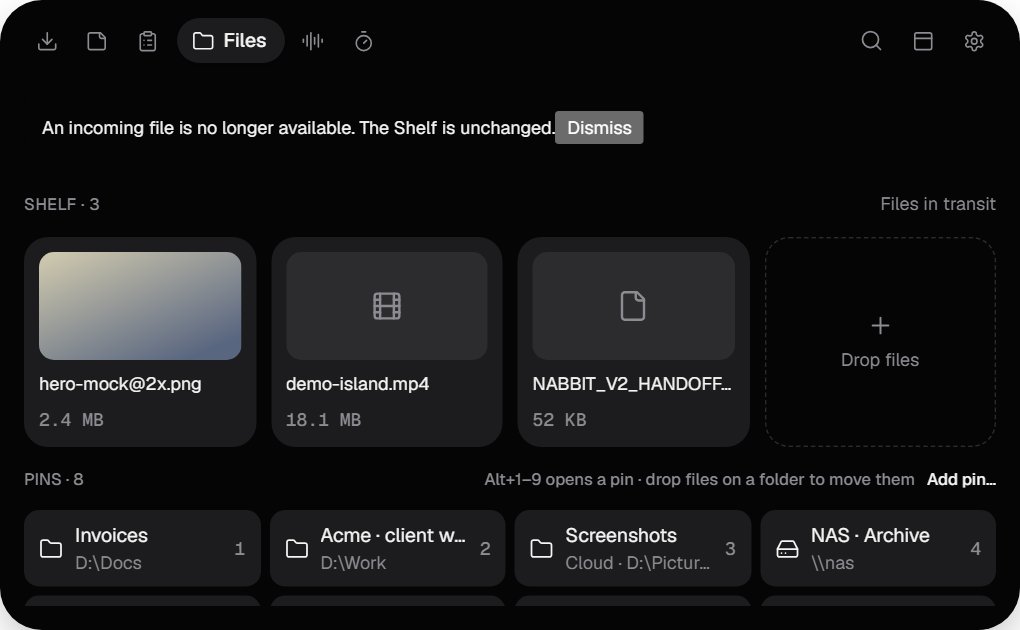 Files
An incoming file is no longer available. The Shelf is unchanged. Dismiss
SHELF · 3
Files in transit
hero-mock@2x.png
2.4 MB
demo-island.mp4
18.1 MB
NABBIT_V2_HANDOFF…
52 KB
Drop files
PINS · 8
Alt+1–9 opens a pin · drop files on a folder to move them
Add pin…
Invoices
D:\Docs
1
Acme · client w…
D:\Work
2
Screenshots
Cloud · D:\Pictur…
3
NAS · Archive
\\nas
4